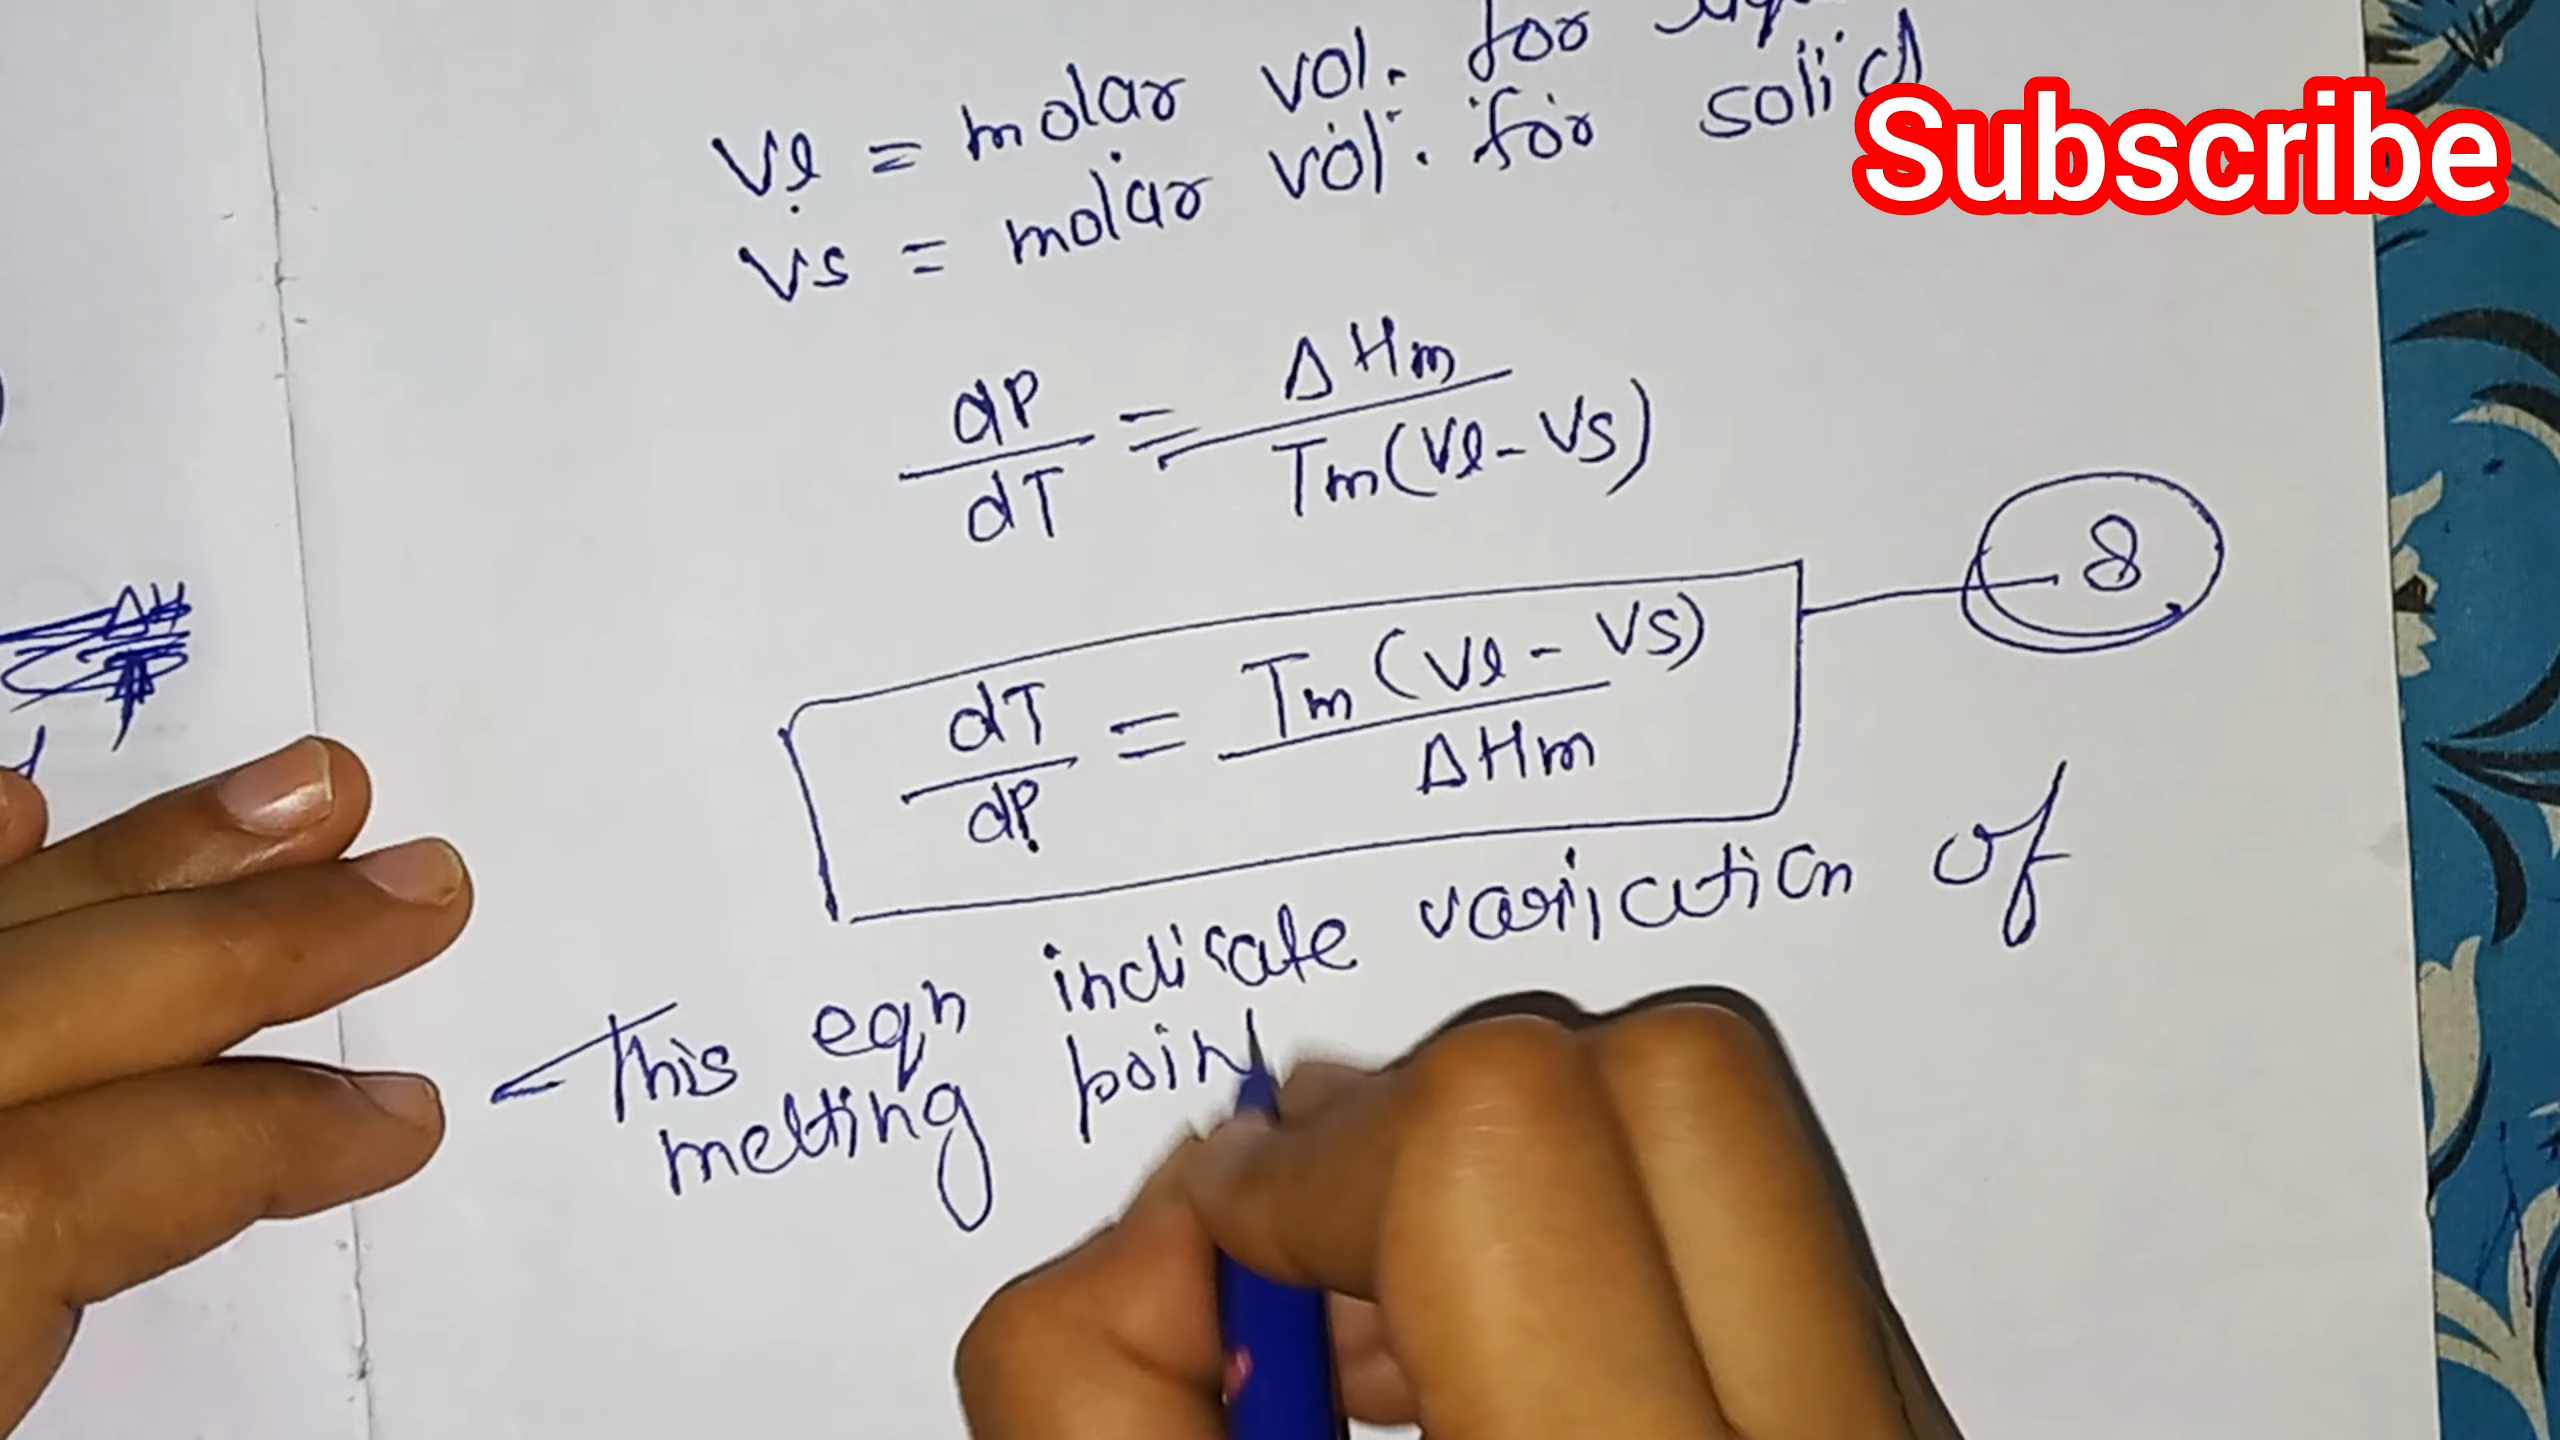 Vl = molar vol. for
Vs = molar vol. for solid
Subscribe
dP/dT = ΔHm/Tm(Vl-Vs)
dT/dP = Tm(Vl-Vs)/ΔHm
8
ΔH
This eqn indicate variation of
melting poin